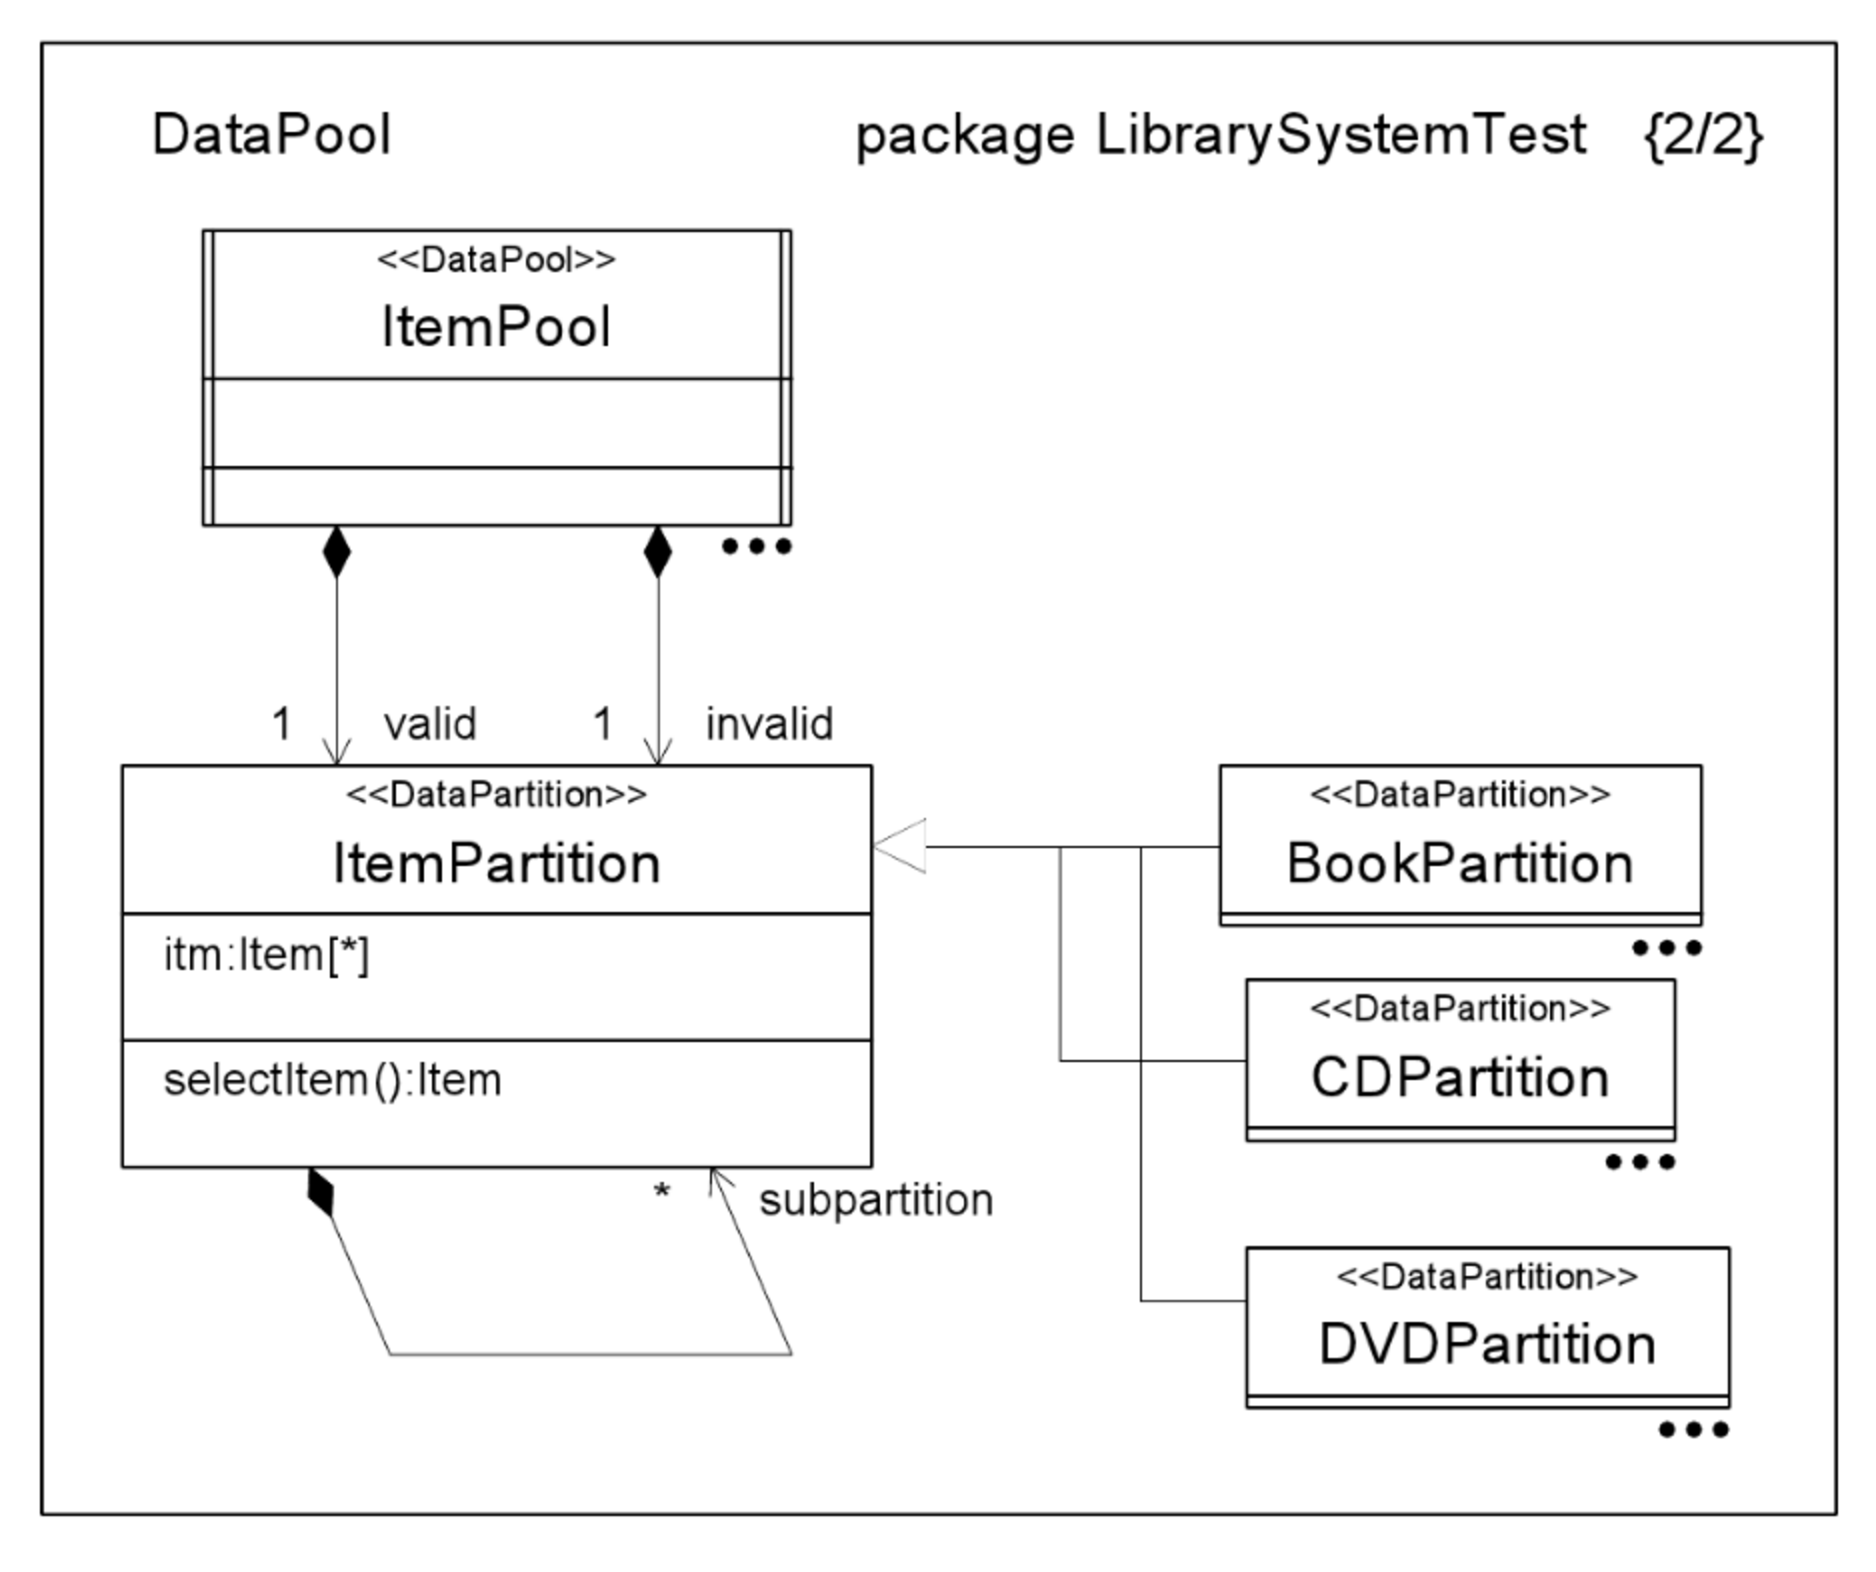 DataPool
package LibrarySystemTest {2/2}
<<DataPool>>
ItemPool
1 valid
1 invalid
<<DataPartition>>
ItemPartition
itm:Item[*]
selectItem():Item
* subpartition
<<DataPartition>>
BookPartition
<<DataPartition>>
CDPartition
<<DataPartition>>
DVDPartition